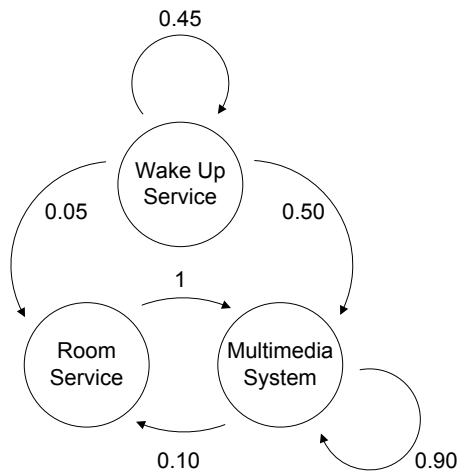 0.45
Wake Up
Service
0.05
0.50
1
Room
Service
Multimedia
System
0.10
0.90